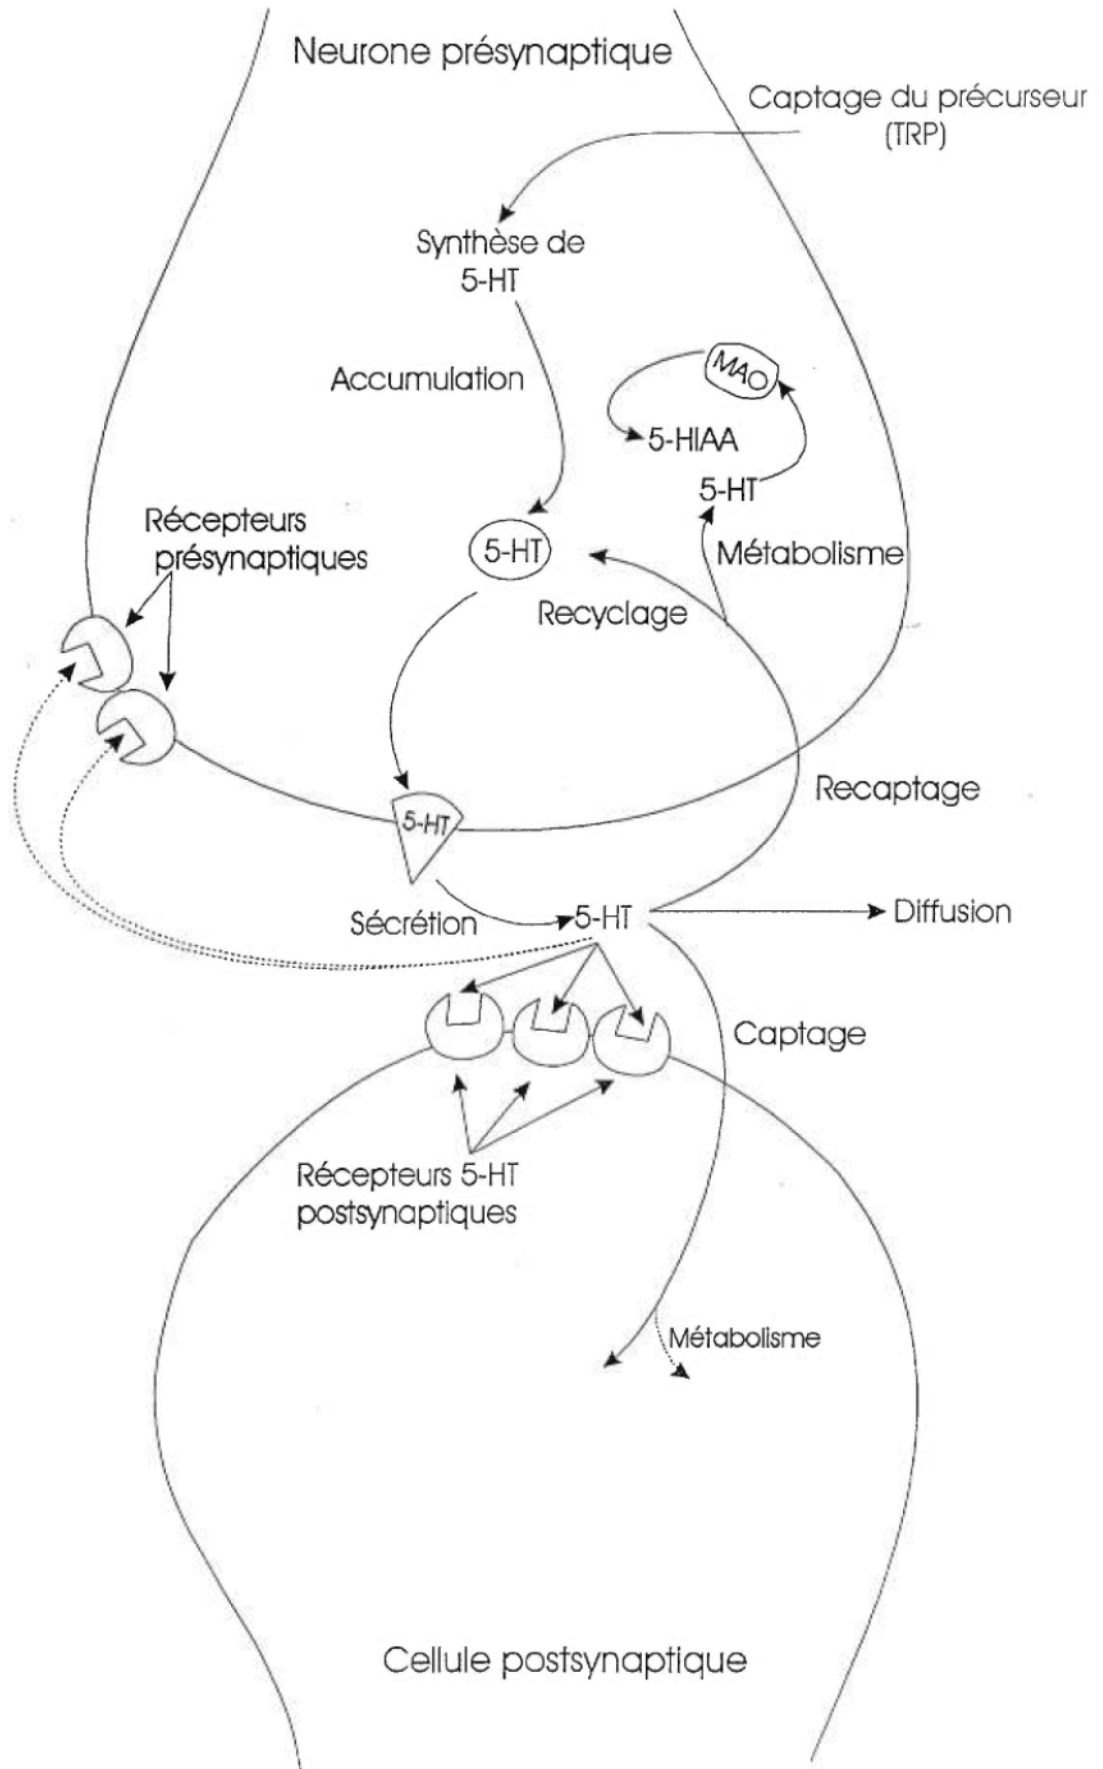 Neurone présynaptique
Captage du précurseur
(TRP)
Synthèse de
5-HT
Accumulation
MAO
5-HIAA
5-HT
Métabolisme
Récepteurs
présynaptiques
5-HT
Recyclage
Recaptage
5-HT
Sécrétion
5-HT
Diffusion
Captage
Récepteurs 5-HT
postsynaptiques
Métabolisme
Cellule postsynaptique